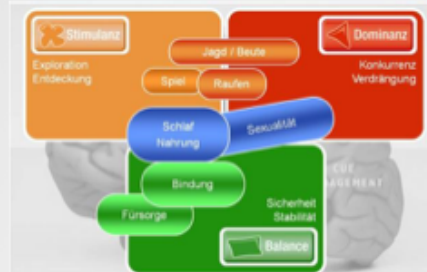 Stimulanz
Dominanz
Jagd / Beute
Exploration
Entdeckung
Konkurrenz
Verdrängung
Spiel
Raufen
Schlaf
Nahrung
Sexualität
Bindung
Fürsorge
Sicherheit
Stabilität
Balance